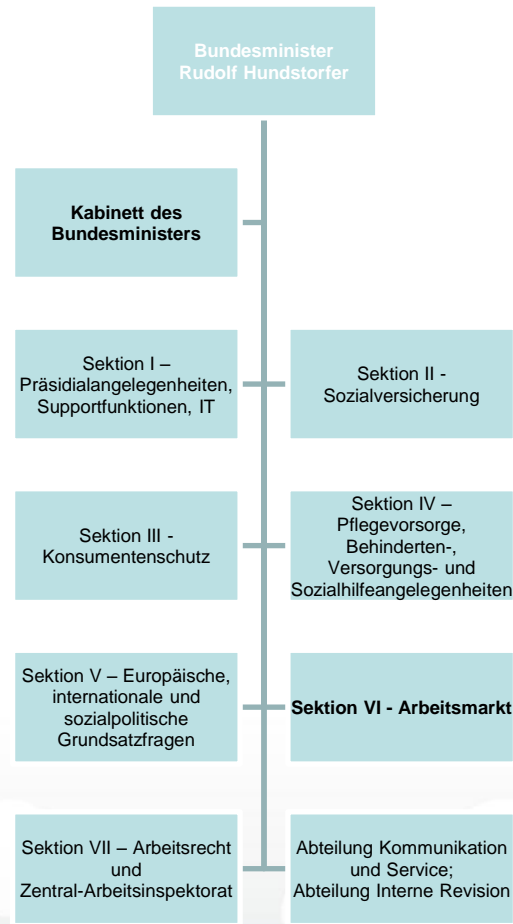 Bundesminister
Rudolf Hundstorfer
Kabinett des
Bundesministers
Sektion I –
Präsidialangelegenheiten,
Supportfunktionen, IT
Sektion II -
Sozialversicherung
Sektion III -
Konsumentenschutz
Sektion IV –
Pflegevorsorge,
Behinderten-,
Versorgungs- und
Sozialhilfeangelegenheiten
Sektion V – Europäische,
internationale und
sozialpolitische
Grundsatzfragen
Sektion VI - Arbeitsmarkt
Sektion VII – Arbeitsrecht
und
Zentral-Arbeitsinspektorat
Abteilung Kommunikation
und Service;
Abteilung Interne Revision